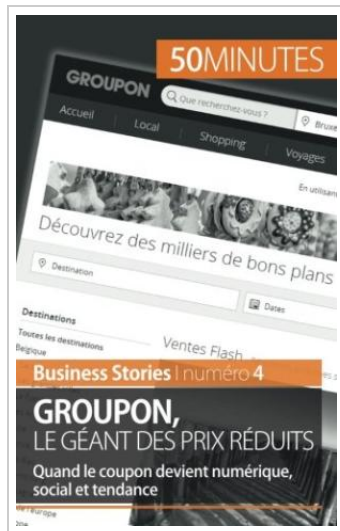 50MINUTES
GROUPON
Que recherchez-vous ?
Accueil
Local
Shopping
Voyages
En utilisant
Découvrez des milliers de bons plans
Destination
Dates
Destinations
Toutes les destinations
Belgique
Ventes Flash
Business Stories | numéro 4
GROUPON,
LE GÉANT DES PRIX RÉDUITS
Quand le coupon devient numérique,
social et tendance